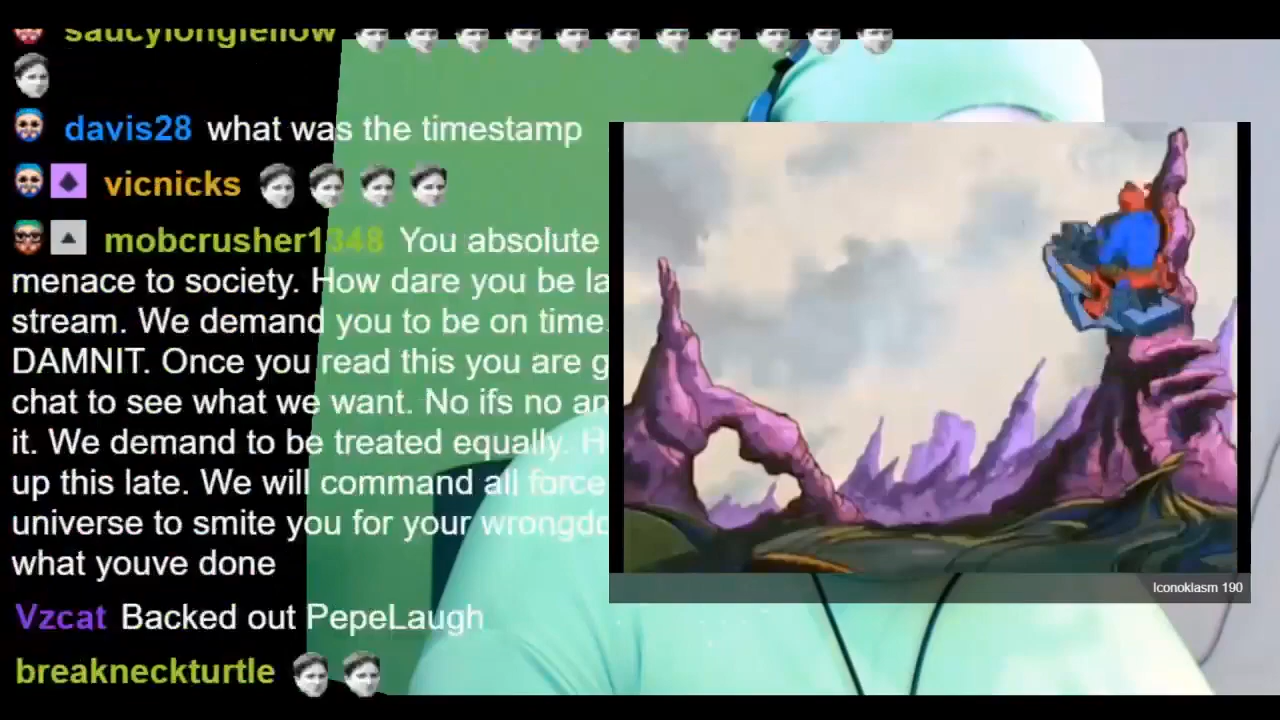 saucylongfellow
davis28 what was the timestamp
vicnicks
mobcrusher1348 You absolute
menace to society. How dare you be la
stream. We demand you to be on time.
DAMNIT. Once you read this you are g
chat to see what we want. No ifs no an
it. We demand to be treated equally. H
up this late. We will command all force
universe to smite you for your wrongdo
what youve done
Iconoklasm 190
Vzcat Backed out PepeLaugh
breakneckturtle